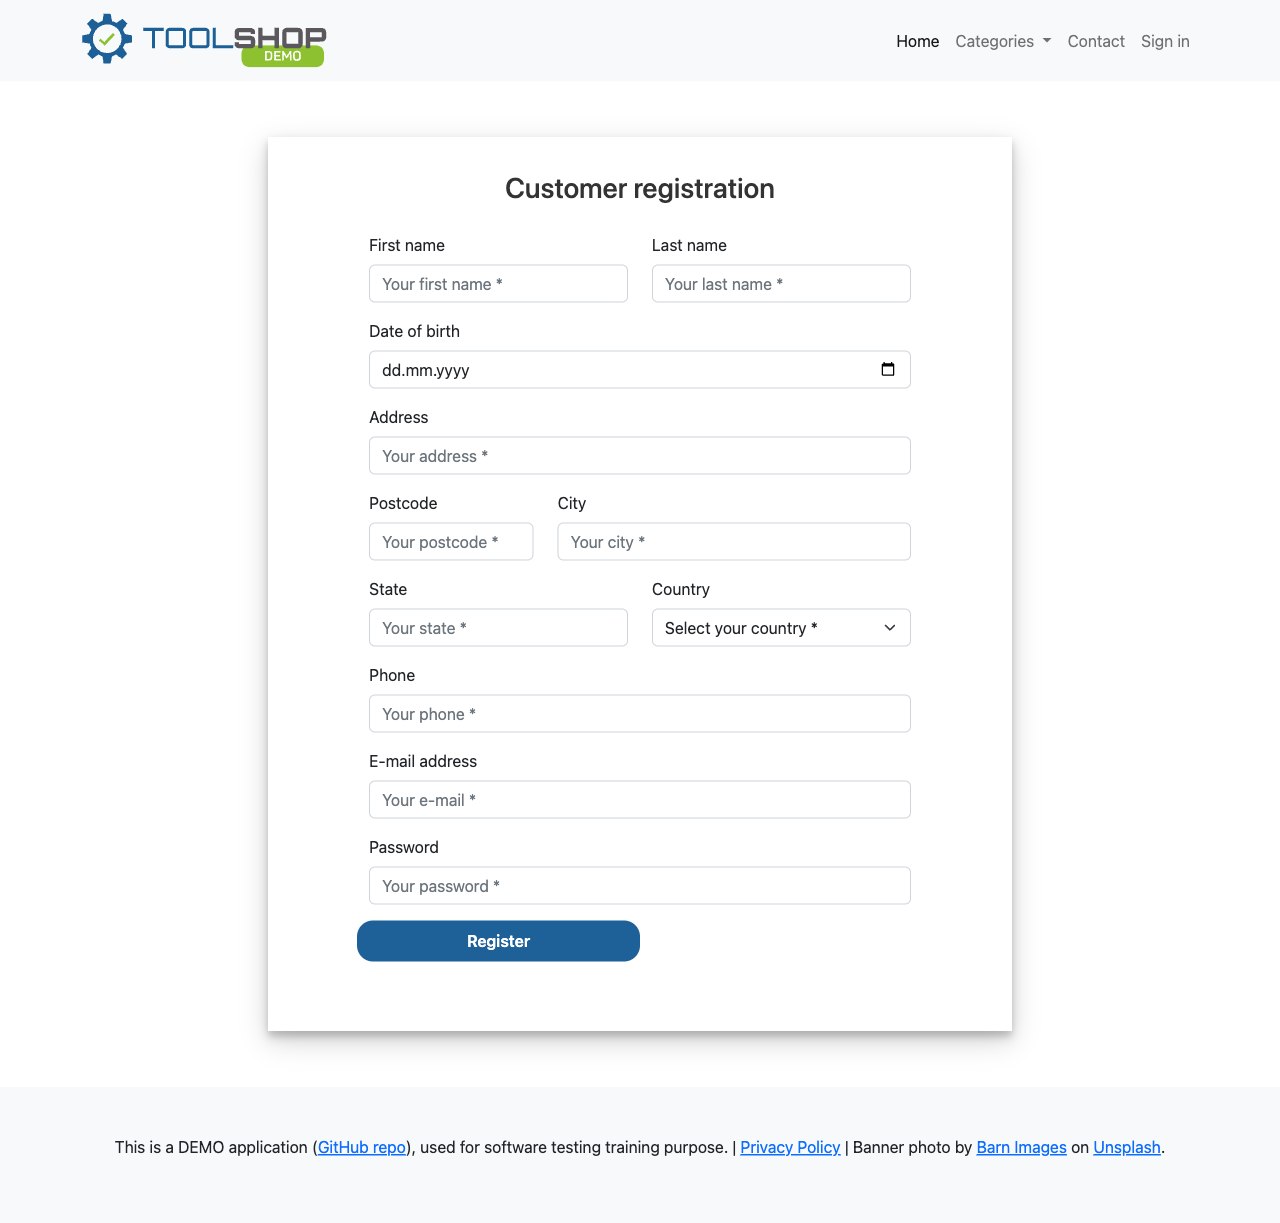 TOOLSHOP
DEMO
Home Categories Contact Sign in
Customer registration
First name Last name
Your first name * Your last name *
Date of birth
dd.mm.yyyy
Address
Your address *
Postcode City
Your postcode * Your city *
State Country
Your state * Select your country *
Phone
Your phone *
E-mail address
Your e-mail *
Password
Your password *
Register
This is a DEMO application (GitHub repo), used for software testing training purpose. | Privacy Policy | Banner photo by Barn Images on Unsplash.